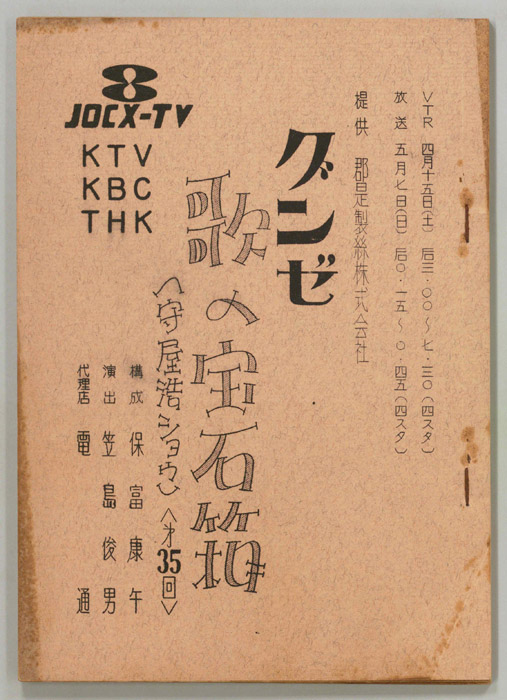 VTR 四月十五日(土) 后三・〇〇〜七・三〇(四スタ)
放送 五月七日(日) 后〇・一五〜〇・四五(四スタ)
提供 郡是製絲株式会社
グンゼ
歌の宝石箱
(守屋浩ショウ)〈才35回〉
構成 保富康午
演出 笠島俊男
代理店 電通
8
JOCX-TV
KTV
KBC
THK